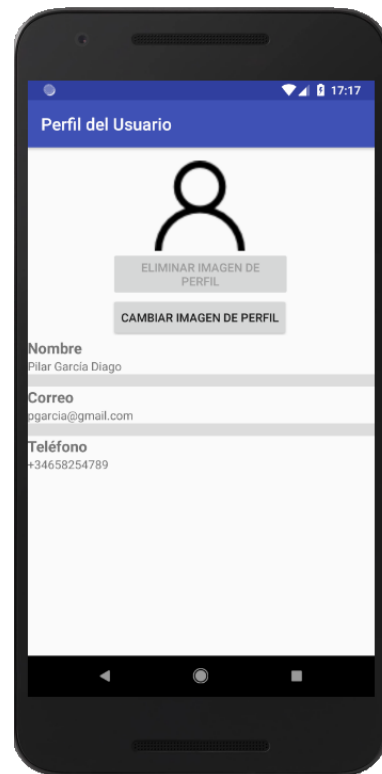 17:17
Perfil del Usuario
ELIMINAR IMAGEN DE
PERFIL
CAMBIAR IMAGEN DE PERFIL
Nombre
Pilar García Diago
Correo
pgarcia@gmail.com
Teléfono
+34658254789